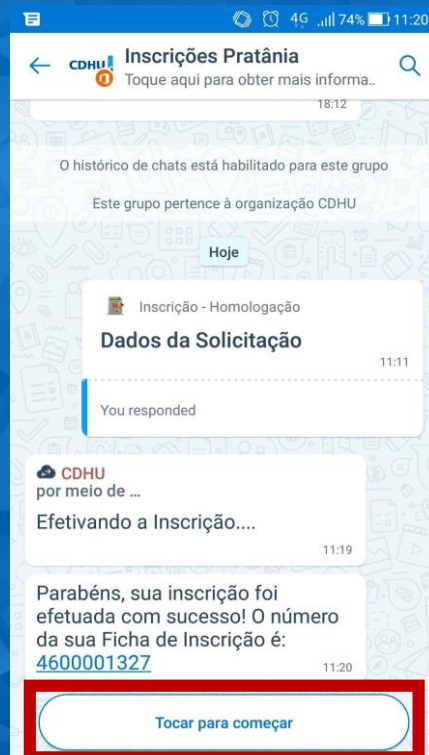 4G 74% 11:20
CDHU
Inscrições Pratânia
Toque aqui para obter mais informa..
18:12
O histórico de chats está habilitado para este grupo
Este grupo pertence à organização CDHU
Hoje
Inscrição - Homologação
Dados da Solicitação
11:11
You responded
CDHU
por meio de ...
Efetivando a Inscrição....
11:19
Parabéns, sua inscrição foi
efetuada com sucesso! O número
da sua Ficha de Inscrição é:
4600001327
11:20
Tocar para começar